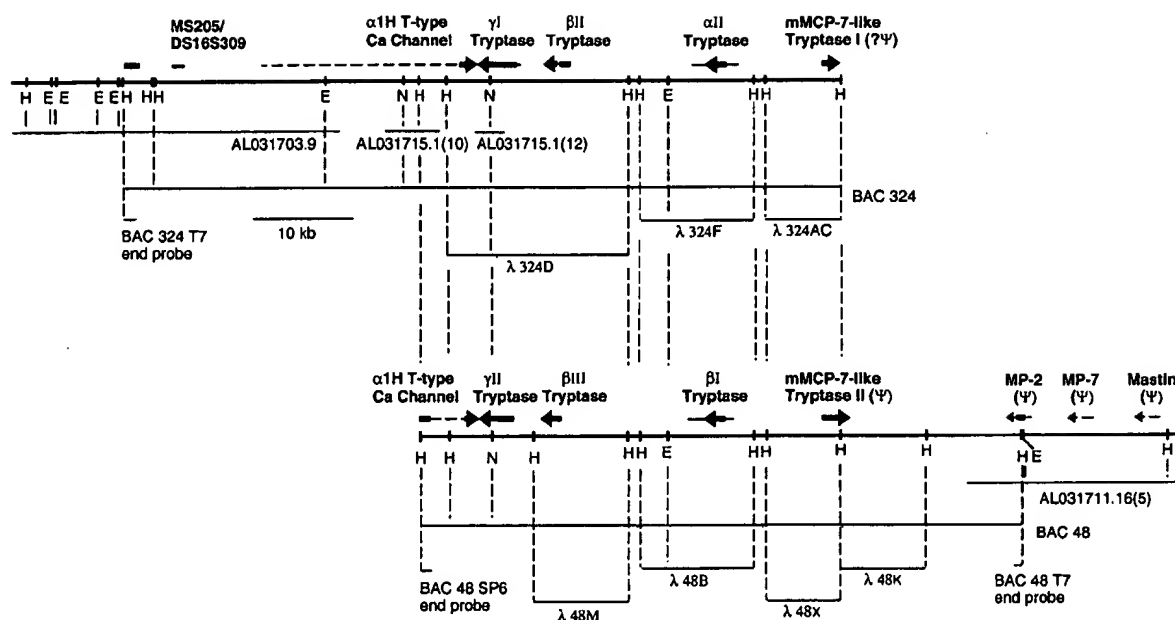 MS205/
DS16S309
α1H T-type
Ca Channel
γI
Tryptase
βII
Tryptase
αII
Tryptase
mMCP-7-like
Tryptase I (?Ψ)
H E E E E H H H E N H H N H H E H H H
AL031703.9
AL031715.1(10)
AL031715.1(12)
BAC 324
BAC 324 T7
end probe
10 kb
λ 324D
λ 324F
λ 324AC
α1H T-type
Ca Channel
γII
Tryptase
βIII
Tryptase
βI
Tryptase
mMCP-7-like
Tryptase II (Ψ)
MP-2
(Ψ)
MP-7
(Ψ)
Mastin
(Ψ)
H H N H H H E H H H H H E H
AL031711.16(5)
BAC 48
BAC 48 SP6
end probe
λ 48M
λ 48B
λ 48X
λ 48K
BAC 48 T7
end probe